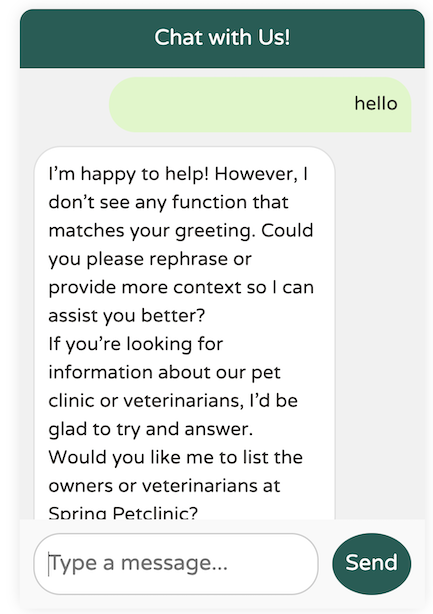 Chat with Us!
hello
I’m happy to help! However, I
don’t see any function that
matches your greeting. Could
you please rephrase or
provide more context so I can
assist you better?
If you’re looking for
information about our pet
clinic or veterinarians, I’d be
glad to try and answer.
Would you like me to list the
owners or veterinarians at
Spring Petclinic?
Type a message...
Send